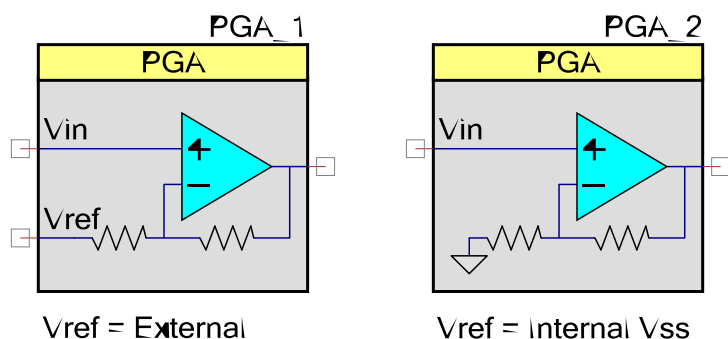 PGA_1
PGA
Vin
Vref
Vref = External
PGA_2
PGA
Vin
Vref = Internal Vss